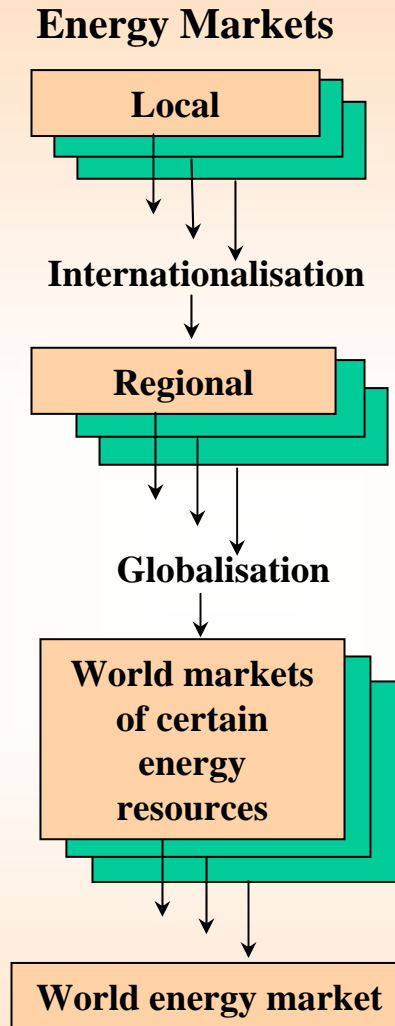 Energy Markets
Local
Internationalisation
Regional
Globalisation
World markets
of certain
energy
resources
World energy market